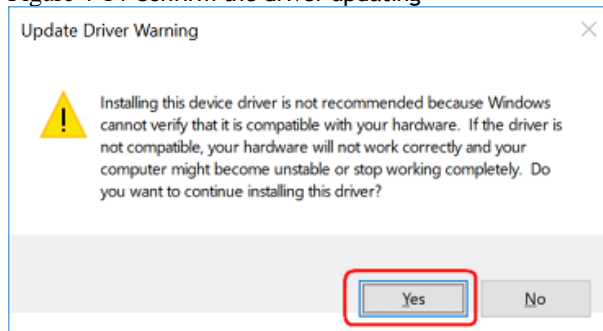 Update Driver Warning
Installing this device driver is not recommended because Windows
cannot verify that it is compatible with your hardware. If the driver is
not compatible, your hardware will not work correctly and your
computer might become unstable or stop working completely. Do
you want to continue installing this driver?
Yes No